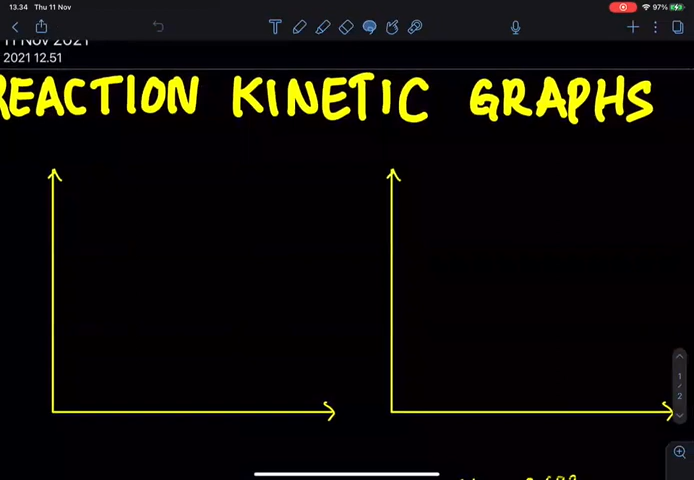 13.34 Thu 11 Nov 97%
11 Nov 2021
2021 12.51
REACTION KINETIC GRAPHS
1
/
2